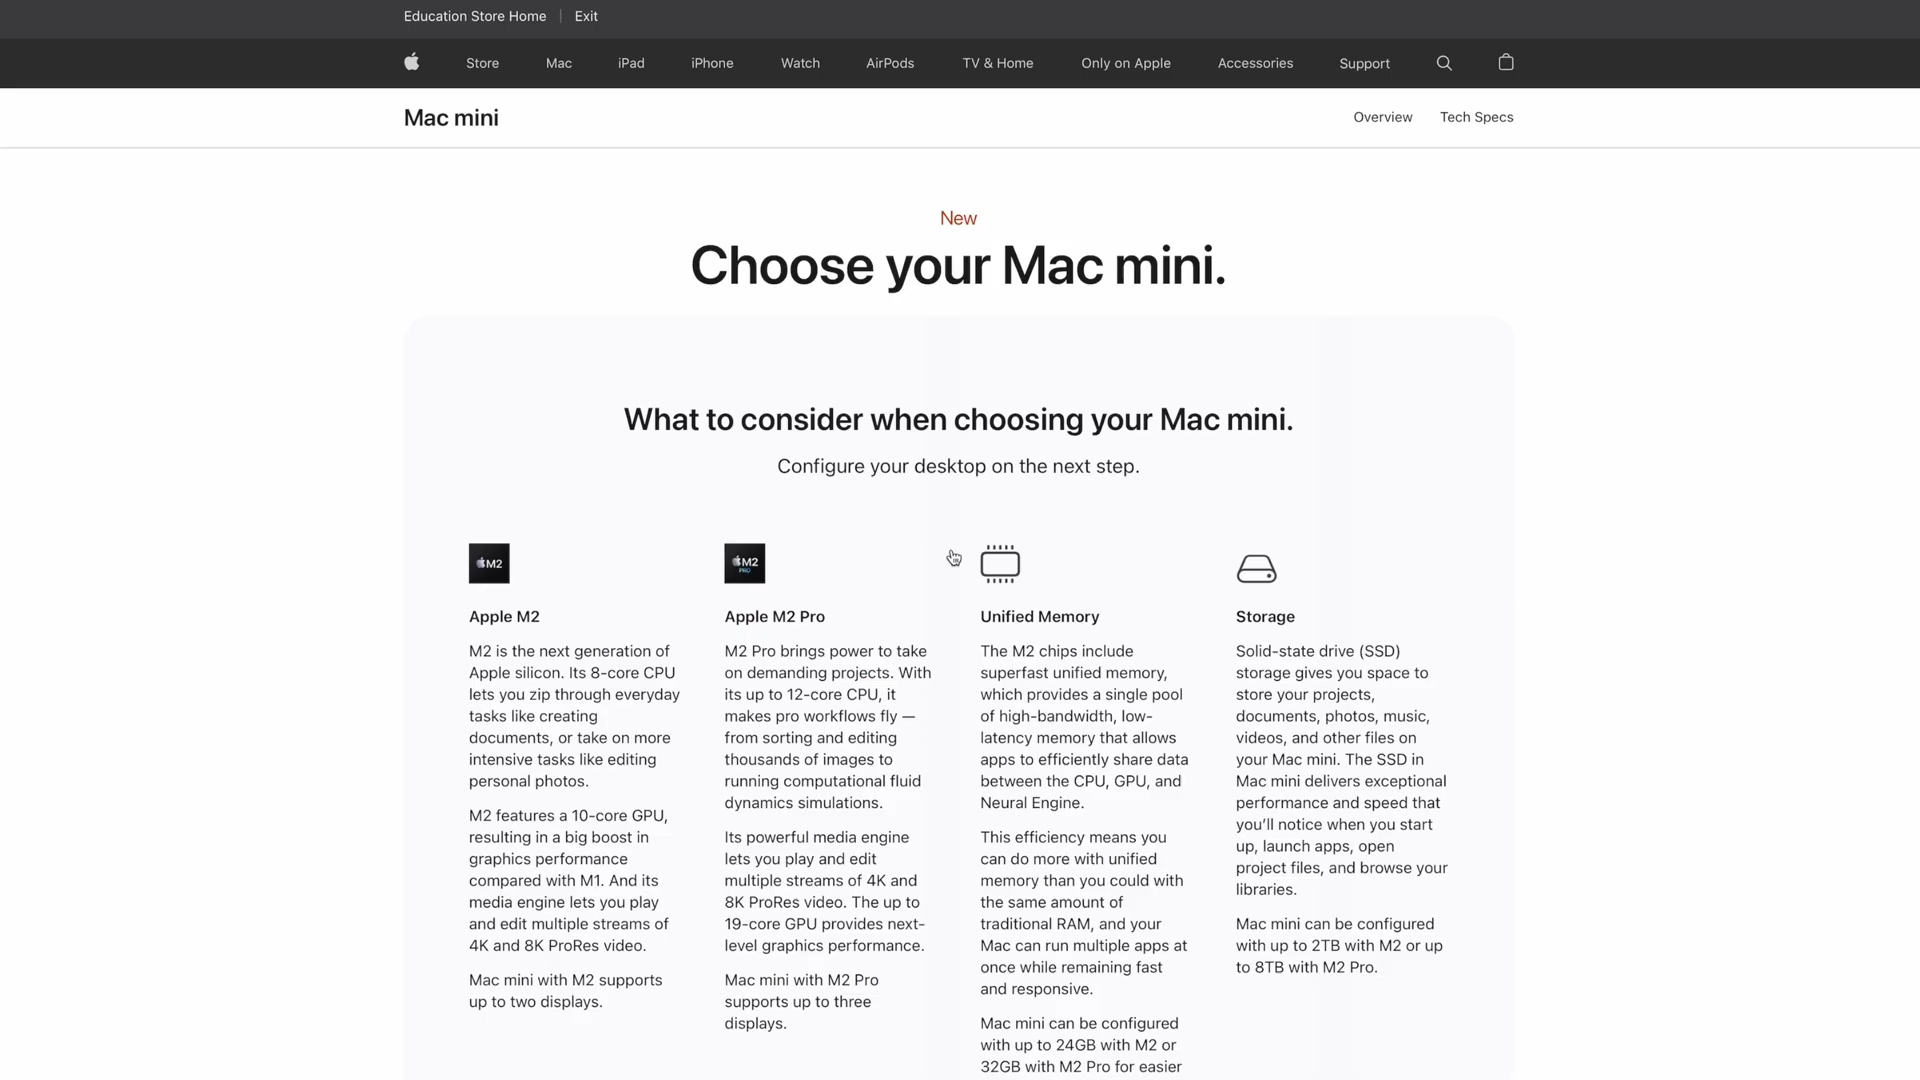 Education Store Home | Exit
Store Mac iPad iPhone Watch AirPods TV & Home Only on Apple Accessories Support
Mac mini
Overview Tech Specs
New
Choose your Mac mini.
What to consider when choosing your Mac mini.
Configure your desktop on the next step.
M2
M2
PRO
Apple M2
M2 is the next generation of
Apple silicon. Its 8-core CPU
lets you zip through everyday
tasks like creating
documents, or take on more
intensive tasks like editing
personal photos.
M2 features a 10-core GPU,
resulting in a big boost in
graphics performance
compared with M1. And its
media engine lets you play
and edit multiple streams of
4K and 8K ProRes video.
Mac mini with M2 supports
up to two displays.
Apple M2 Pro
M2 Pro brings power to take
on demanding projects. With
its up to 12-core CPU, it
makes pro workflows fly —
from sorting and editing
thousands of images to
running computational fluid
dynamics simulations.
Its powerful media engine
lets you play and edit
multiple streams of 4K and
8K ProRes video. The up to
19-core GPU provides next-
level graphics performance.
Mac mini with M2 Pro
supports up to three
displays.
Unified Memory
The M2 chips include
superfast unified memory,
which provides a single pool
of high-bandwidth, low-
latency memory that allows
apps to efficiently share data
between the CPU, GPU, and
Neural Engine.
This efficiency means you
can do more with unified
memory than you could with
the same amount of
traditional RAM, and your
Mac can run multiple apps at
once while remaining fast
and responsive.
Mac mini can be configured
with up to 24GB with M2 or
32GB with M2 Pro for easier
Storage
Solid-state drive (SSD)
storage gives you space to
store your projects,
documents, photos, music,
videos, and other files on
your Mac mini. The SSD in
Mac mini delivers exceptional
performance and speed that
you'll notice when you start
up, launch apps, open
project files, and browse your
libraries.
Mac mini can be configured
with up to 2TB with M2 or up
to 8TB with M2 Pro.